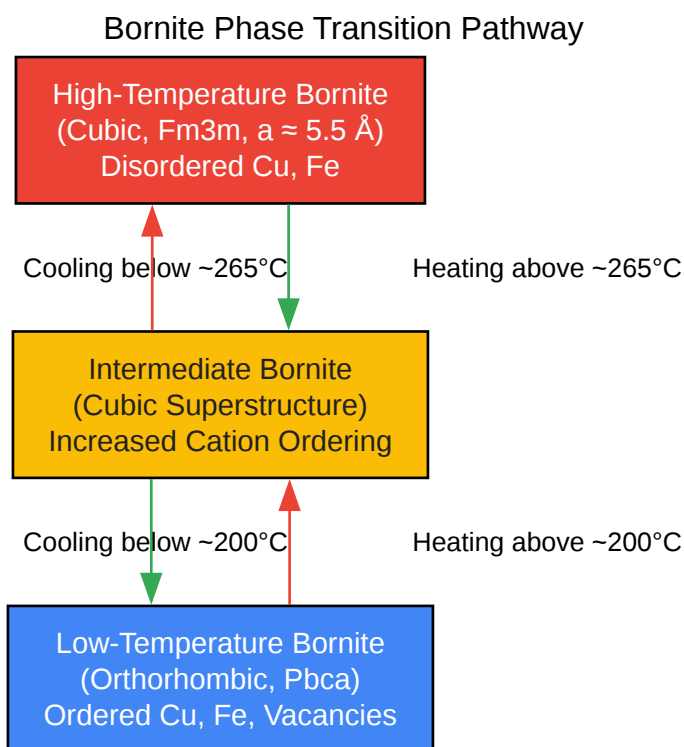 Bornite Phase Transition Pathway
High-Temperature Bornite
(Cubic, Fm3m, a ≈ 5.5 Å)
Disordered Cu, Fe
Cooling below ~265°C
Heating above ~265°C
Intermediate Bornite
(Cubic Superstructure)
Increased Cation Ordering
Cooling below ~200°C
Heating above ~200°C
Low-Temperature Bornite
(Orthorhombic, Pbca)
Ordered Cu, Fe, Vacancies